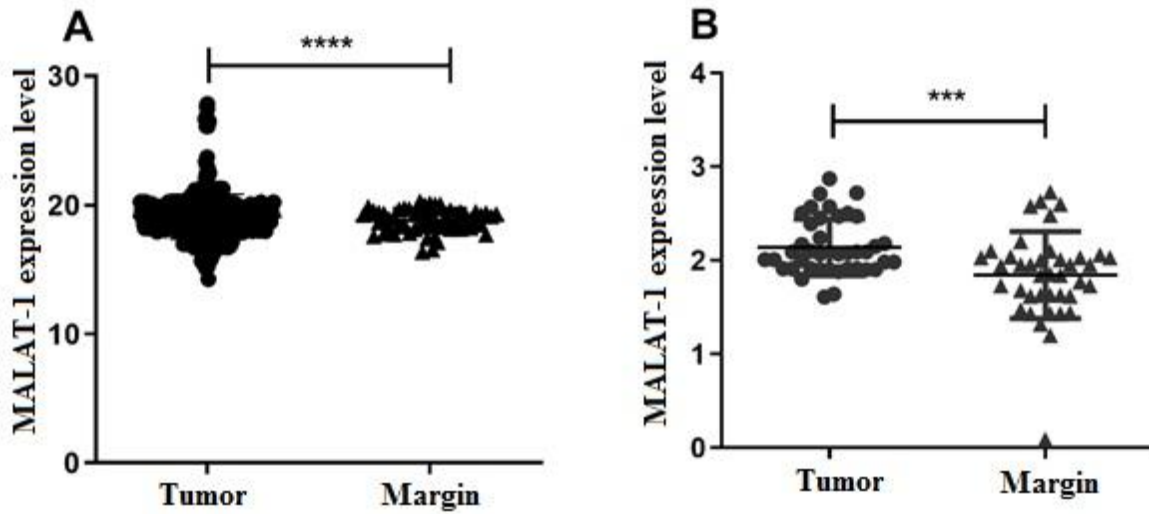 A
****
MALAT-1 expression level
30
20
10
0
Tumor Margin
B
***
MALAT-1 expression level
4
3
2
1
0
Tumor Margin